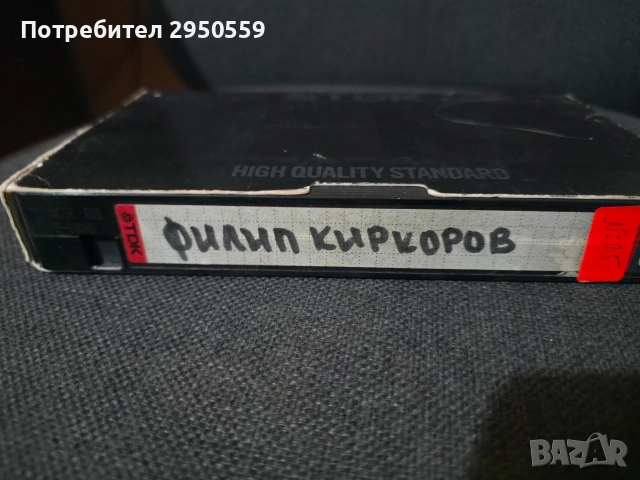 Потребител 2950559
HIGH QUALITY STANDARD
TDK
ФИЛИП КИРКОРОВ
BAZAR